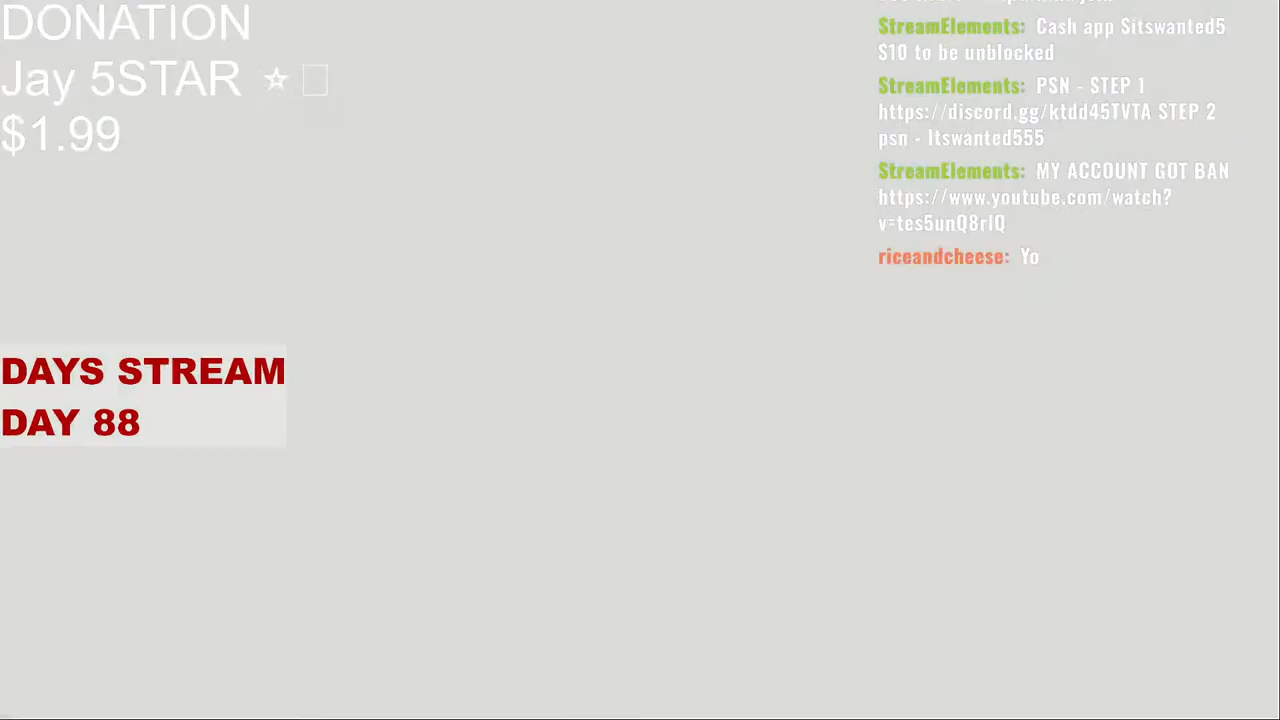 DONATION
Jay 5STAR ☆
$1.99
StreamElements: Cash app Sitswanted5
$10 to be unblocked
StreamElements: PSN - STEP 1
https://discord.gg/ktdd45TVTA STEP 2
psn - Itswanted555
StreamElements: MY ACCOUNT GOT BAN
https://www.youtube.com/watch?
v=tes5unQ8rIQ
riceandcheese: Yo
DAYS STREAM
DAY 88